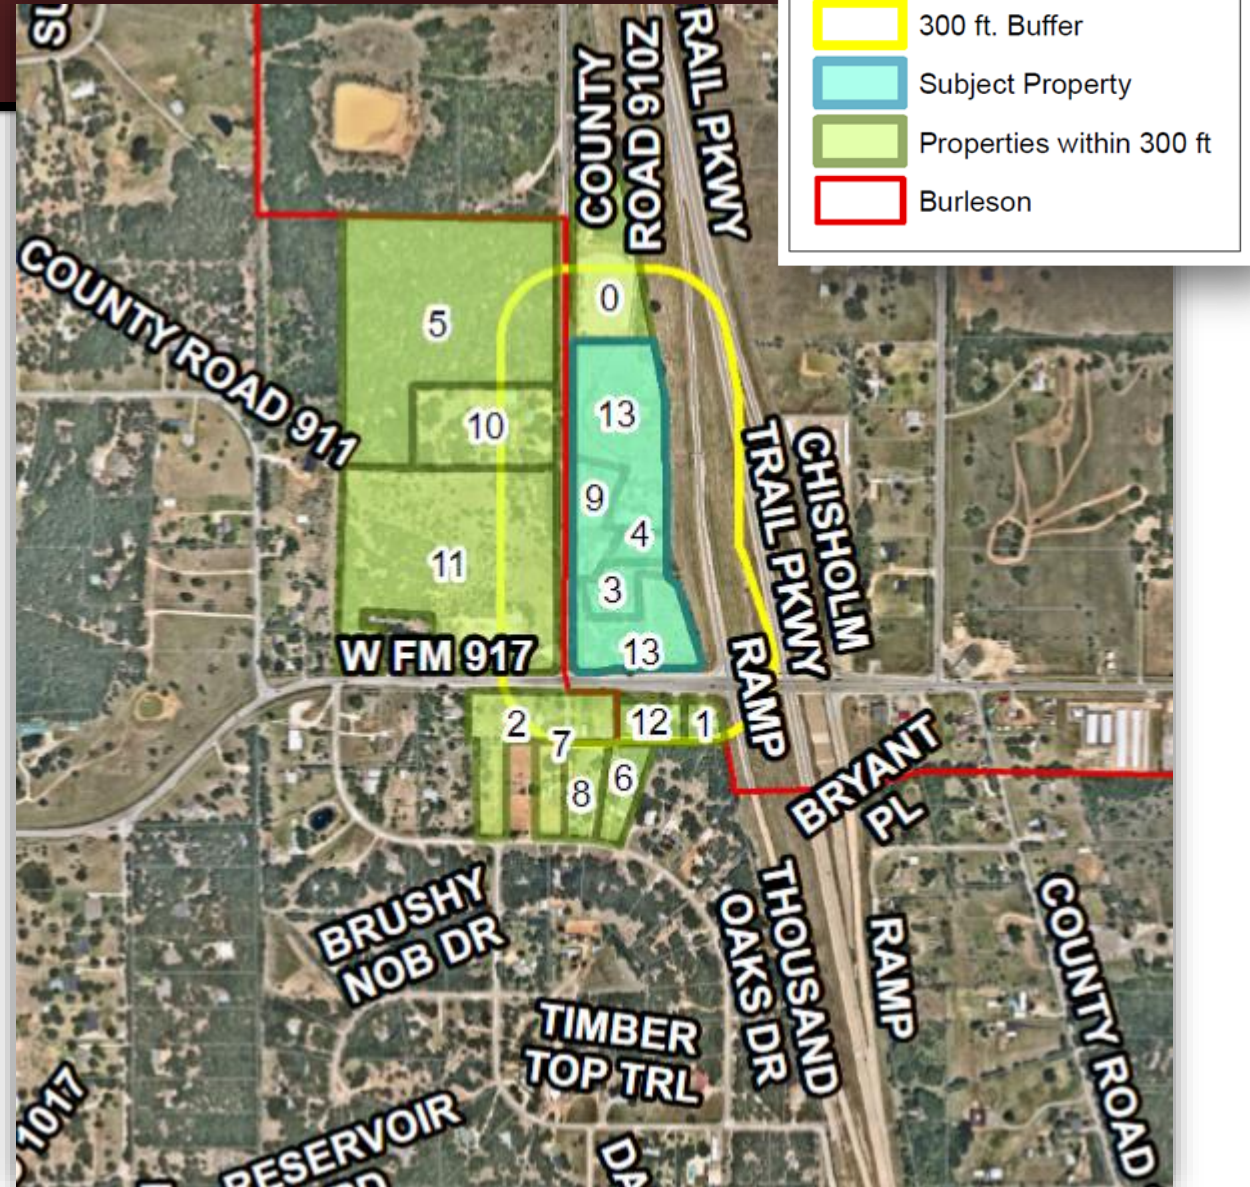 300 ft. Buffer
Subject Property
Properties within 300 ft
Burleson
COUNTY
ROAD 910Z
RAIL PKWY
COUNTY ROAD 911
0
5
13
10
9
4
11
3
CHISHOLM
TRAIL PKWY
W FM 917
13
RAMP
2
7
12
1
6
8
BRYANT
PL
BRUSHY
NOB DR
THOUSAND
OAKS DR
RAMP
COUNTY ROAD
TIMBER
TOP TRL
1017
RESERVOIR